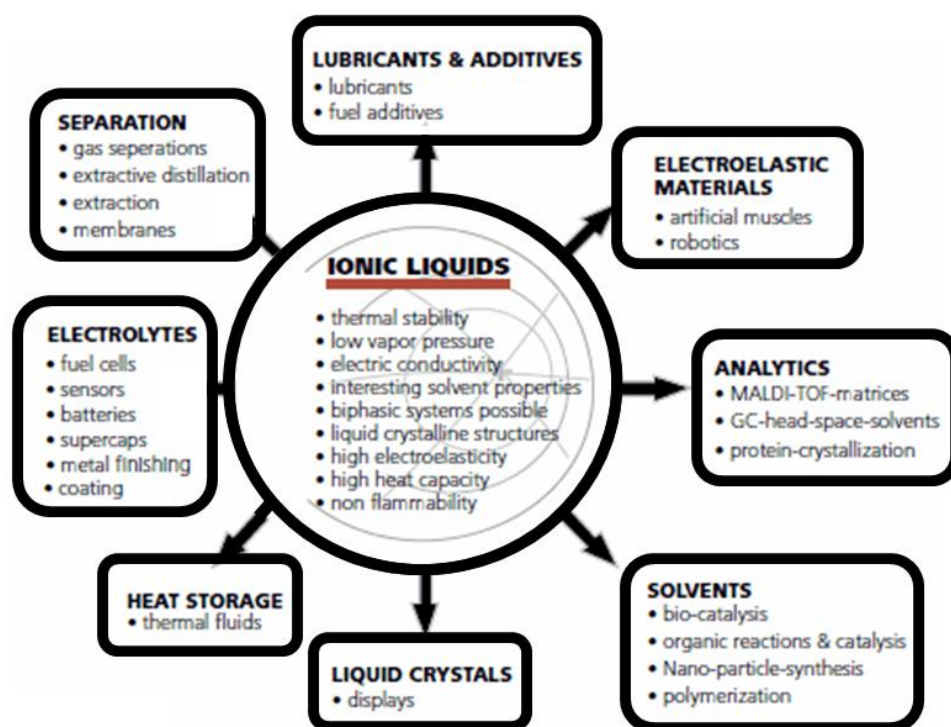 LUBRICANTS & ADDITIVES
• lubricants
• fuel additives
SEPARATION
• gas seperations
• extractive distillation
• extraction
• membranes
ELECTROELASTIC
MATERIALS
• artificial muscles
• robotics
IONIC LIQUIDS
• thermal stability
• low vapor pressure
• electric conductivity
• interesting solvent properties
• biphasic systems possible
• liquid crystalline structures
• high electroelasticity
• high heat capacity
• non flammability
ELECTROLYTES
• fuel cells
• sensors
• batteries
• supercaps
• metal finishing
• coating
ANALYTICS
• MALDI-TOF-matrices
• GC-head-space-solvents
• protein-crystallization
HEAT STORAGE
• thermal fluids
LIQUID CRYSTALS
• displays
SOLVENTS
• bio-catalysis
• organic reactions & catalysis
• Nano-particle-synthesis
• polymerization